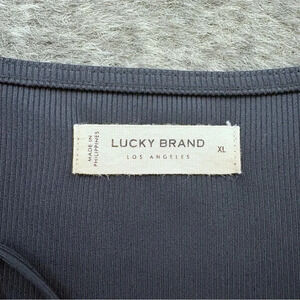 MADE IN
PHILIPPINES
LUCKY BRAND
LOS ANGELES
XL